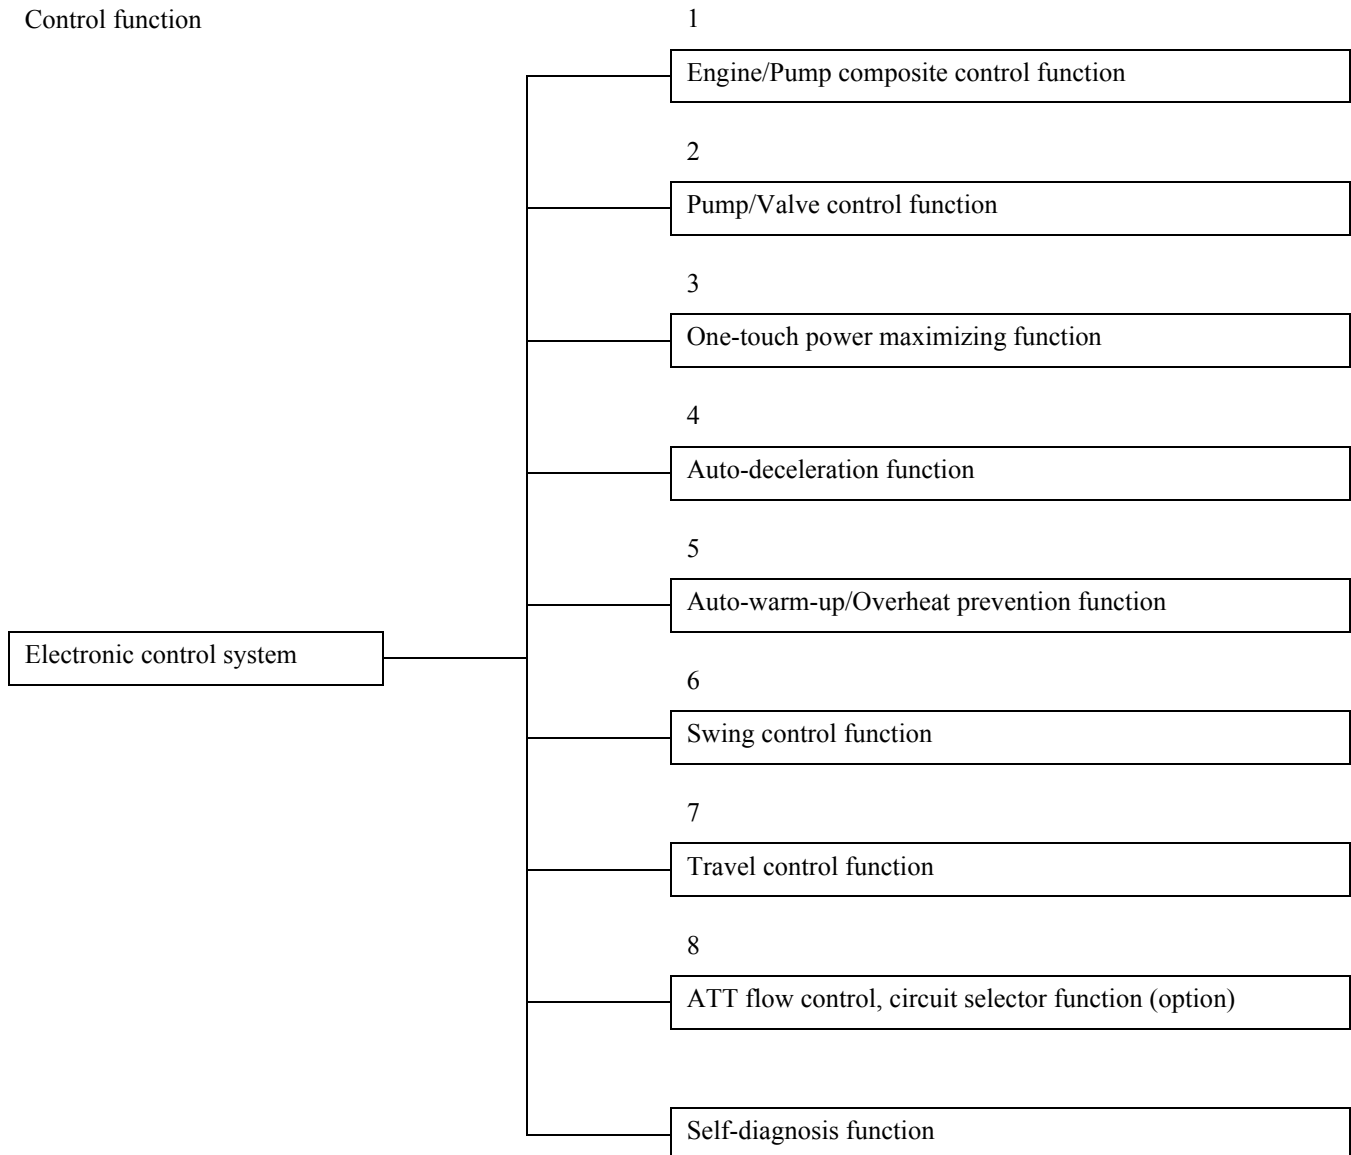 Control function
1
Engine/Pump composite control function
2
Pump/Valve control function
3
One-touch power maximizing function
4
Auto-deceleration function
5
Auto-warm-up/Overheat prevention function
Electronic control system
6
Swing control function
7
Travel control function
8
ATT flow control, circuit selector function (option)
Self-diagnosis function